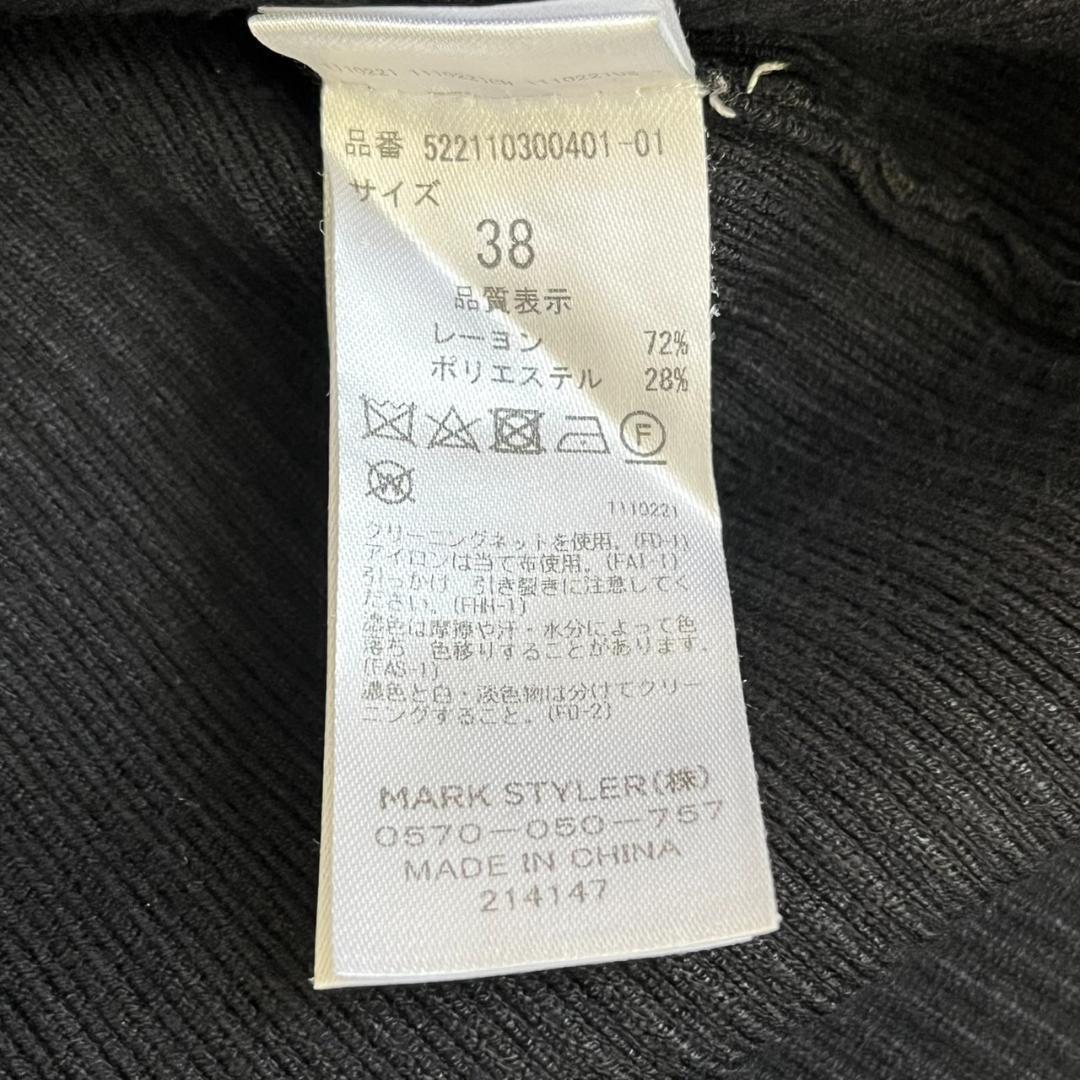 1110221 1110221CH 1110221DS
品番 522110300401-01
サイズ
38
品質表示
レーヨン 72%
ポリエステル 28%
F
W
1110221
クリーニングネットを使用。(FO-1)
アイロンは当て布使用。(FAI-1)
引っかけ 引き裂きに注意してく
ださい。(FHH-1)
濃色は摩擦や汗・水分によって色
落ち 色移りすることがあります。
(FAS-1)
濃色と白・淡色物は分けてクリー
ニングすること。(FO-2)
MARK STYLER(株)
0570-050-757
MADE IN CHINA
214147